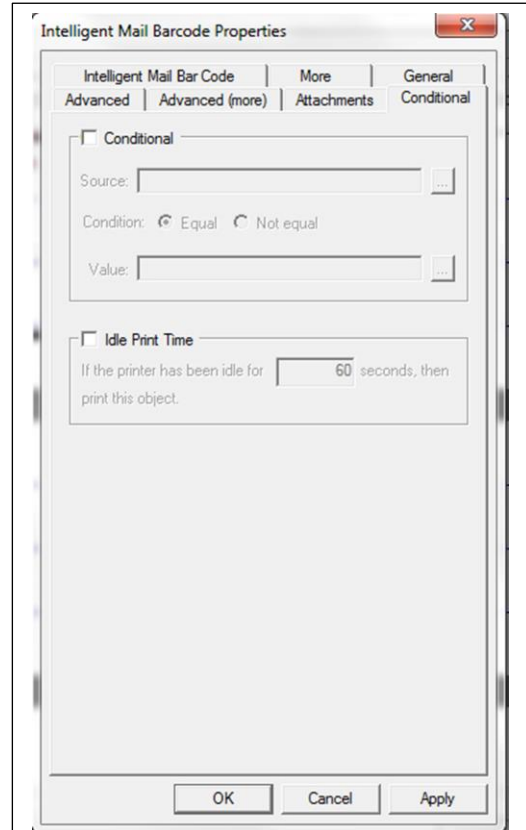 Intelligent Mail Barcode Properties
Intelligent Mail Bar Code More General
Advanced Advanced (more) Attachments Conditional
Conditional
Source: ...
Condition: Equal Not equal
Value: ...
Idle Print Time
If the printer has been idle for 60 seconds, then
print this object.
OK Cancel Apply